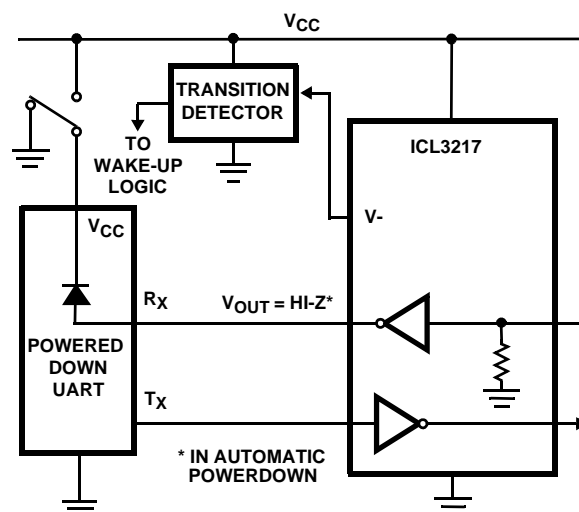 VCC
TRANSITION
DETECTOR
TO
WAKE-UP
LOGIC
ICL3217
V-
VCC
RX
VOUT = HI-Z*
POWERED
DOWN
UART
TX
* IN AUTOMATIC
POWERDOWN